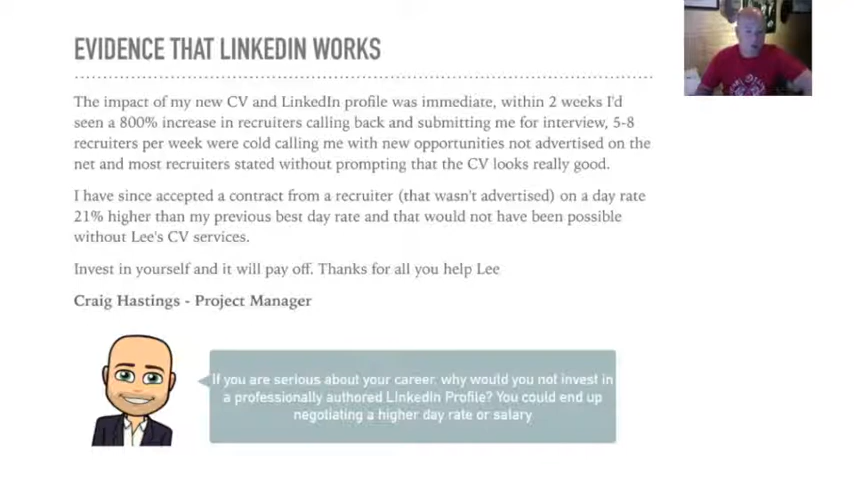 EVIDENCE THAT LINKEDIN WORKS
The impact of my new CV and LinkedIn profile was immediate, within 2 weeks I'd
seen a 800% increase in recruiters calling back and submitting me for interview, 5-8
recruiters per week were cold calling me with new opportunities not advertised on the
net and most recruiters stated without prompting that the CV looks really good.
I have since accepted a contract from a recruiter (that wasn't advertised) on a day rate
21% higher than my previous best day rate and that would not have been possible
without Lee's CV services.
Invest in yourself and it will pay off. Thanks for all you help Lee
Craig Hastings - Project Manager
If you are serious about your career, why would you not invest in
a professionally authored LinkedIn Profile? You could end up
negotiating a higher day rate or salary